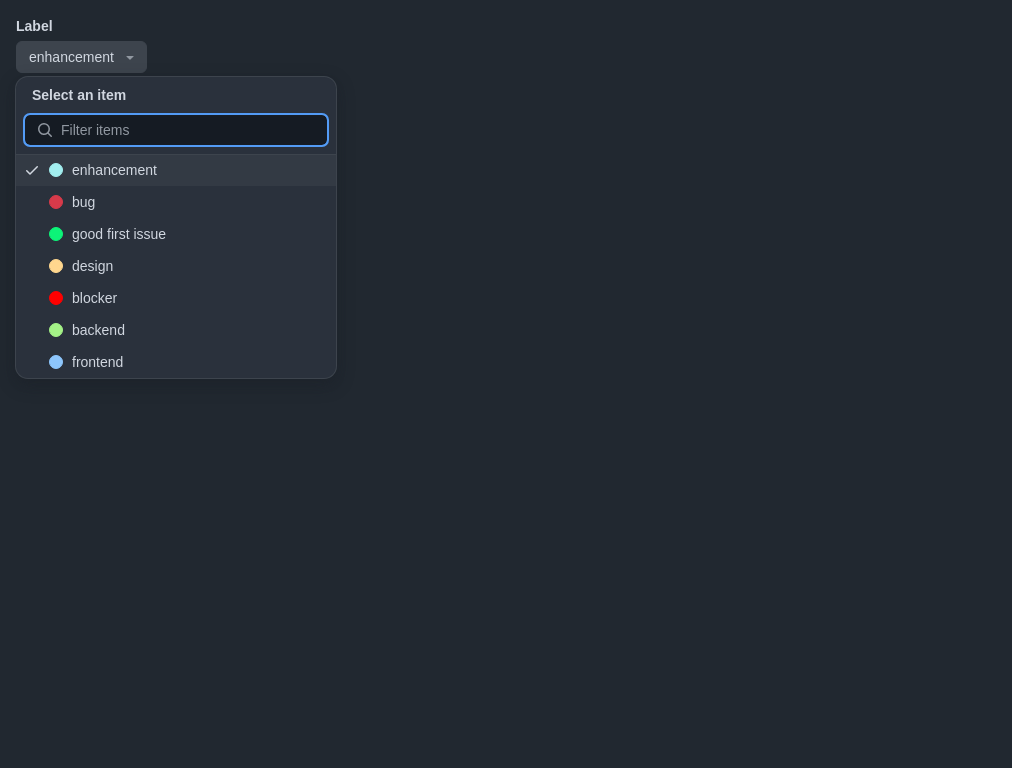 Label
enhancement
Select an item
Filter items
enhancement
bug
good first issue
design
blocker
backend
frontend